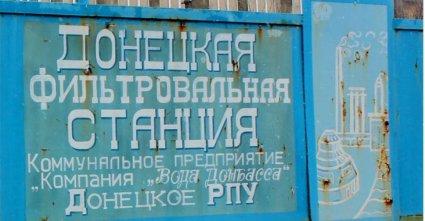 ДОНЕЦКАЯ
ФИЛЬТРОВАЛЬНАЯ
СТАНЦИЯ
КОММУНАЛЬНОЕ ПРЕДПРИЯТИЕ
„КОМПАНИЯ „Вода Донбасса"
ДОНЕЦКОЕ РПУ